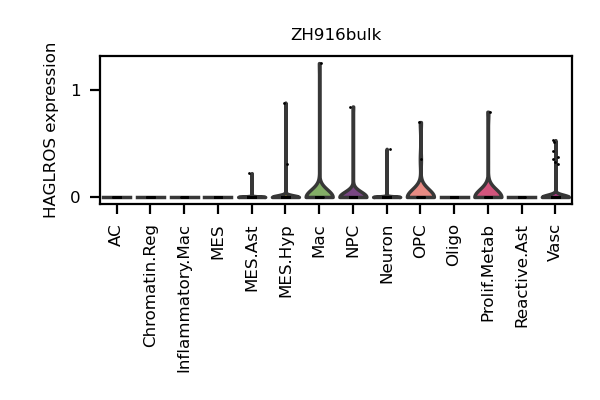 ZH916bulk
HAGLROS expression
1
0
AC
Chromatin.Reg
Inflammatory.Mac
MES
MES.Ast
MES.Hyp
Mac
NPC
Neuron
OPC
Oligo
Prolif.Metab
Reactive.Ast
Vasc